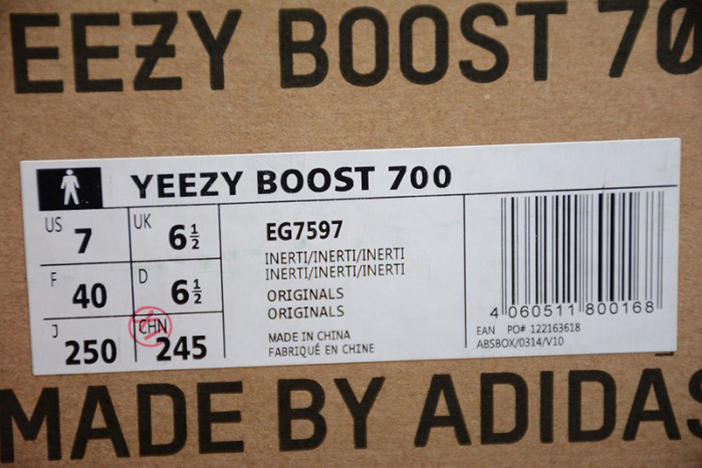 EEZY BOOST 70
YEEZY BOOST 700
US 7
UK 6½
F 40
D 6½
J 250
CHN 245
EG7597
INERTI/INERTI/INERTI
INERTI/INERTI/INERTI
ORIGINALS
ORIGINALS
MADE IN CHINA
FABRIQUÉ EN CHINE
4 060511 800168
EAN PO# 122163618
ABSBOX/0314/V10
MADE BY ADIDAS